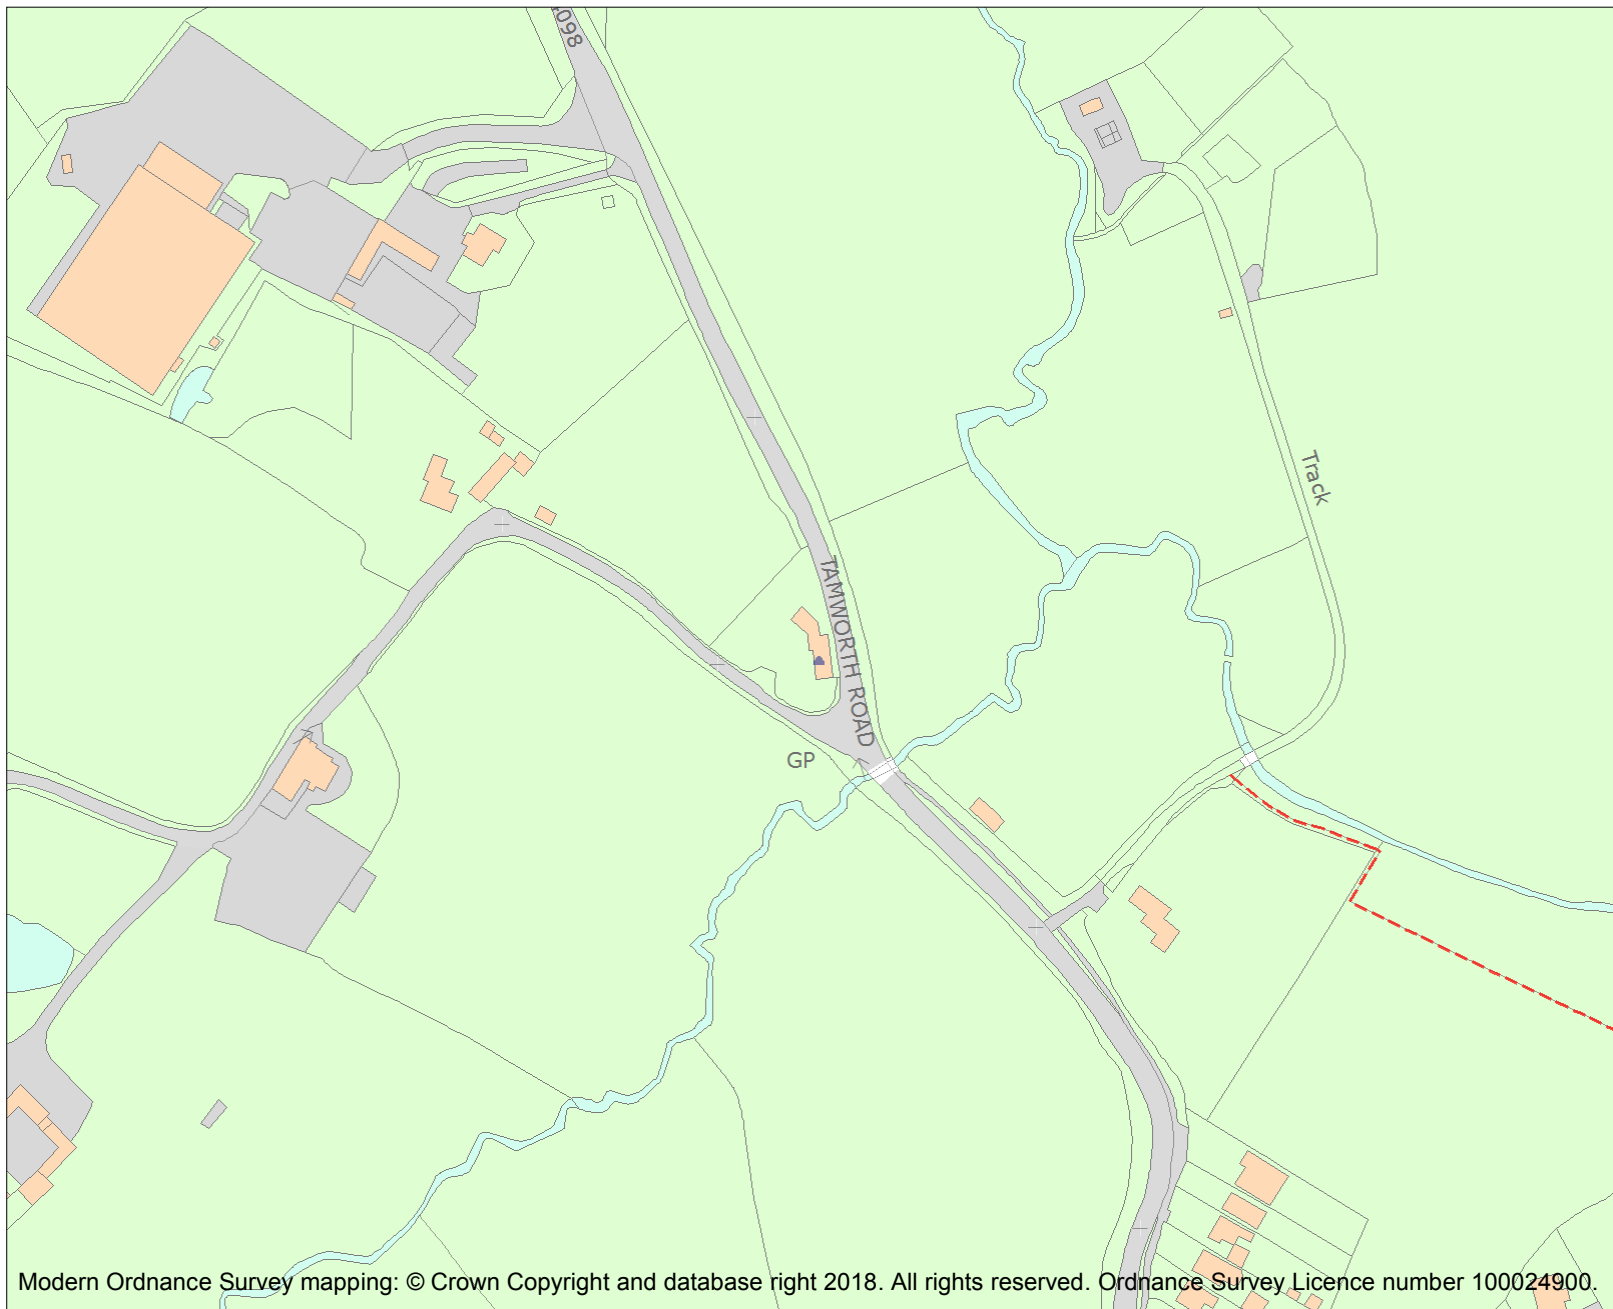 4098
Track
TAMWORTH ROAD
GP
Modern Ordnance Survey mapping: © Crown Copyright and database right 2018. All rights reserved. Ordnance Survey Licence number 100024900.